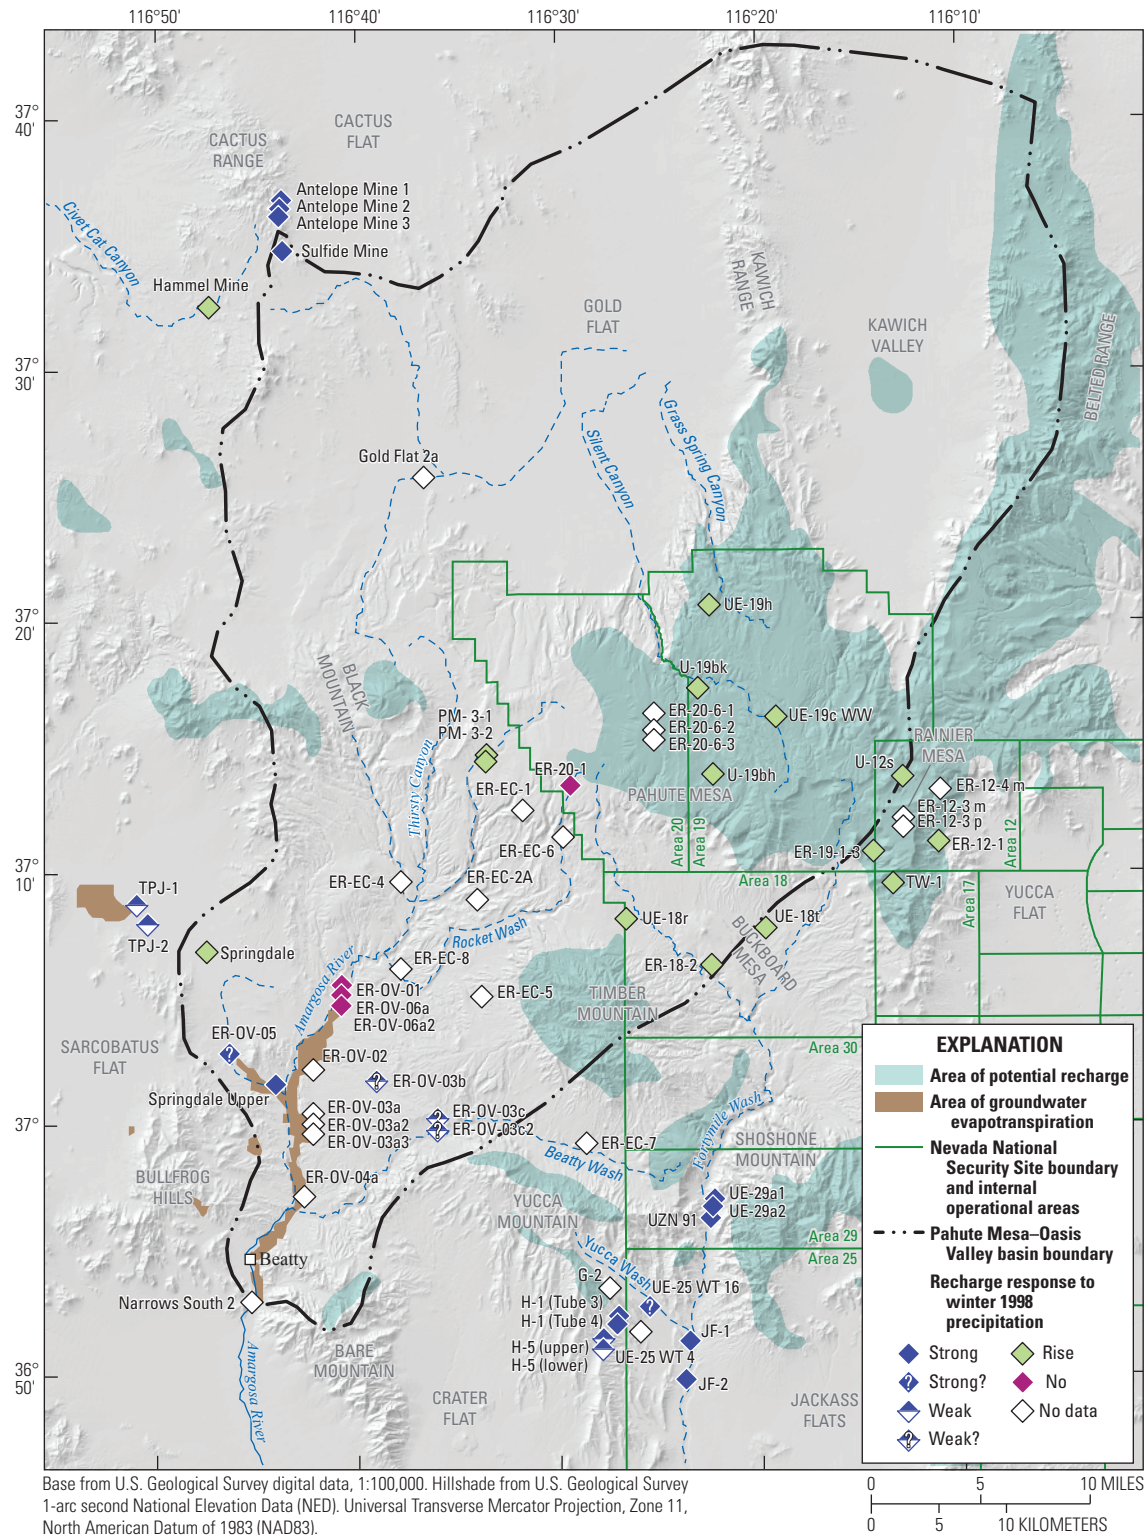 116°50'
116°40'
116°30'
116°20'
116°10'
37°
40'
37°
30'
37°
20'
37°
10'
37°
00'
36°
50'
CACTUS
FLAT
CACTUS
RANGE
Antelope Mine 1
Antelope Mine 2
Antelope Mine 3
Sulfide Mine
Civet Cat Canyon
Hammel Mine
KAWICH
RANGE
GOLD
FLAT
KAWICH
VALLEY
BELTED RANGE
Gold Flat 2a
Silent Canyon
Grass Spring Canyon
UE-19h
U-19bk
BLACK
MOUNTAIN
PM- 3-1
PM- 3-2
ER-20-6-1
ER-20-6-2
ER-20-6-3
UE-19c WW
RAINIER
MESA
U-12s
ER-20-1
U-19bh
PAHUTE MESA
ER-12-4 m
ER-12-3 m
ER-12-3 p
Thirsty Canyon
ER-EC-1
ER-EC-6
Area 20
Area 19
ER-19-1-3
ER-12-1
Area 12
ER-EC-4
ER-EC-2A
Area 18
TW-1
Area 17
YUCCA
FLAT
TPJ-1
TPJ-2
Rocket Wash
UE-18r
UE-18t
BUCKBOARD
MESA
Springdale
Amargosa River
ER-EC-8
ER-18-2
ER-OV-01
ER-OV-06a
ER-OV-06a2
ER-EC-5
TIMBER
MOUNTAIN
SARCOBATUS
FLAT
ER-OV-05
ER-OV-02
Area 30
Springdale Upper
ER-OV-03b
ER-OV-03a
ER-OV-03a2
ER-OV-03a3
ER-OV-03c
ER-OV-03c2
Fortymile Wash
ER-EC-7
SHOSHONE
MOUNTAIN
Beatty Wash
BULLFROG
HILLS
ER-OV-04a
YUCCA
MOUNTAIN
UE-29a1
UE-29a2
UZN 91
Area 29
Area 25
Beatty
Yucca Wash
G-2
UE-25 WT 16
Narrows South 2
H-1 (Tube 3)
H-1 (Tube 4)
JF-1
H-5 (upper)
H-5 (lower)
UE-25 WT 4
BARE
MOUNTAIN
JF-2
Amargosa River
CRATER
FLAT
JACKASS
FLATS
EXPLANATION
Area of potential recharge
Area of groundwater
evapotranspiration
Nevada National
Security Site boundary
and internal
operational areas
Pahute Mesa–Oasis
Valley basin boundary
Recharge response to
winter 1998
precipitation
Strong
Rise
Strong?
No
Weak
No data
Weak?
Base from U.S. Geological Survey digital data, 1:100,000. Hillshade from U.S. Geological Survey
1-arc second National Elevation Data (NED). Universal Transverse Mercator Projection, Zone 11,
North American Datum of 1983 (NAD83).
0 5 10 MILES
0 5 10 KILOMETERS